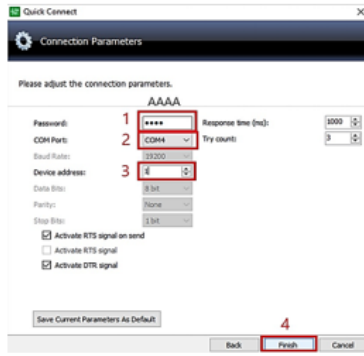 Quick Connect
Connection Parameters
Please adjust the connection parameters.
AAAA
1
Password: •••• Response time (ms): 1000
2
COM Port: COM4 Try count: 3
Baud Rate: 19200
3
Device address: 1
Data Bits: 8 bit
Parity: None
Stop Bits: 1 bit
Activate RTS signal on send
Activate RTS signal
Activate DTR signal
Save Current Parameters As Default
4
Back Finish Cancel